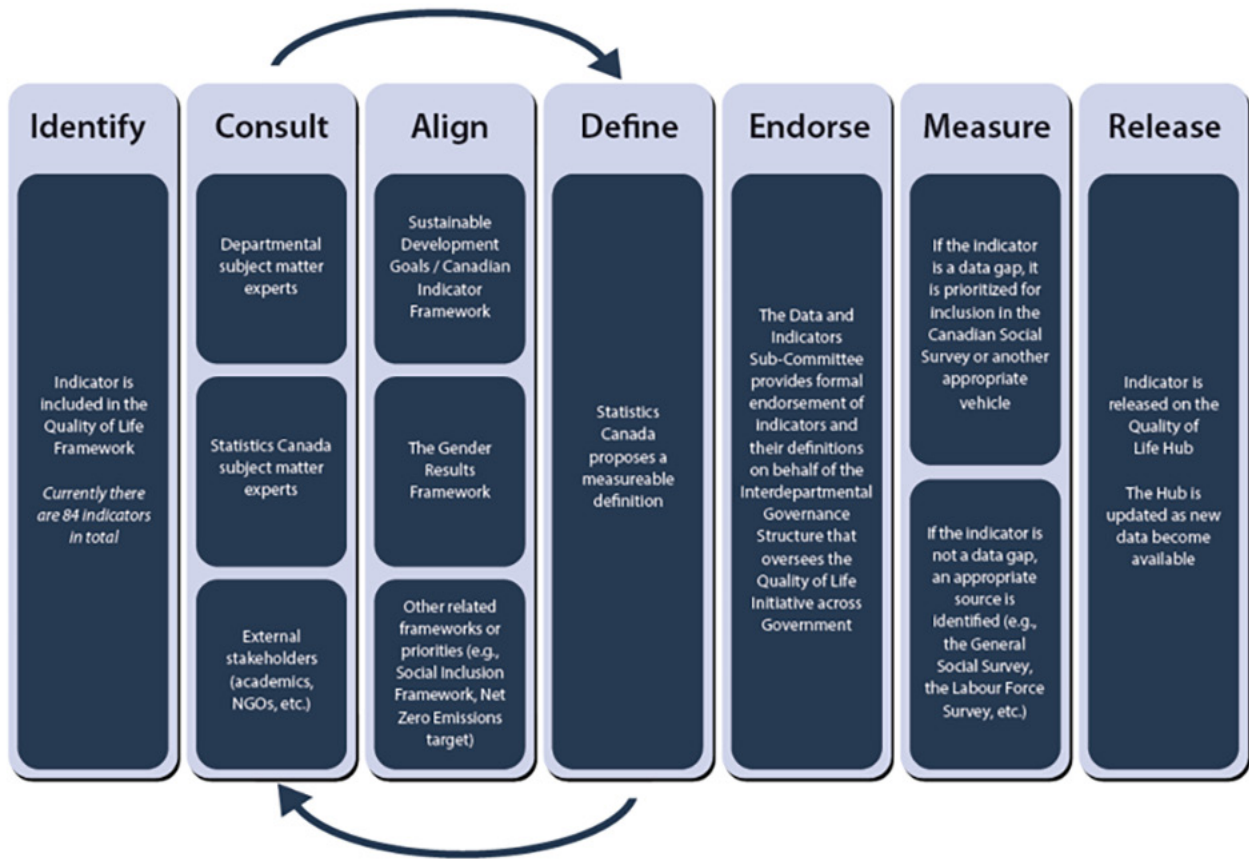 Identify
Consult
Align
Define
Endorse
Measure
Release
Indicator is
included in the
Quality of Life
Framework
Currently there
are 84 indicators
in total
Departmental
subject matter
experts
Statistics Canada
subject matter
experts
External
stakeholders
(academics,
NGOs, etc.)
Sustainable
Development
Goals / Canadian
Indicator
Framework
The Gender
Results
Framework
Other related
frameworks or
priorities (e.g.,
Social Inclusion
Framework, Net
Zero Emissions
target)
Statistics
Canada
proposes a
measureable
definition
The Data and
Indicators
Sub-Committee
provides formal
endorsement of
Indicators and
their definitions
on behalf of the
Interdepartmental
Governance
Structure that
oversees the
Quality of Life
Initiative across
Government
If the indicator
is a data gap, it
is prioritized for
inclusion in the
Canadian Social
Survey or another
appropriate
vehicle
If the indicator is
not a data gap,
an appropriate
source is
identified (e.g.,
the General
Social Survey,
the Labour Force
Survey, etc.)
Indicator is
released on the
Quality of
Life Hub
The Hub is
updated as new
data become
available